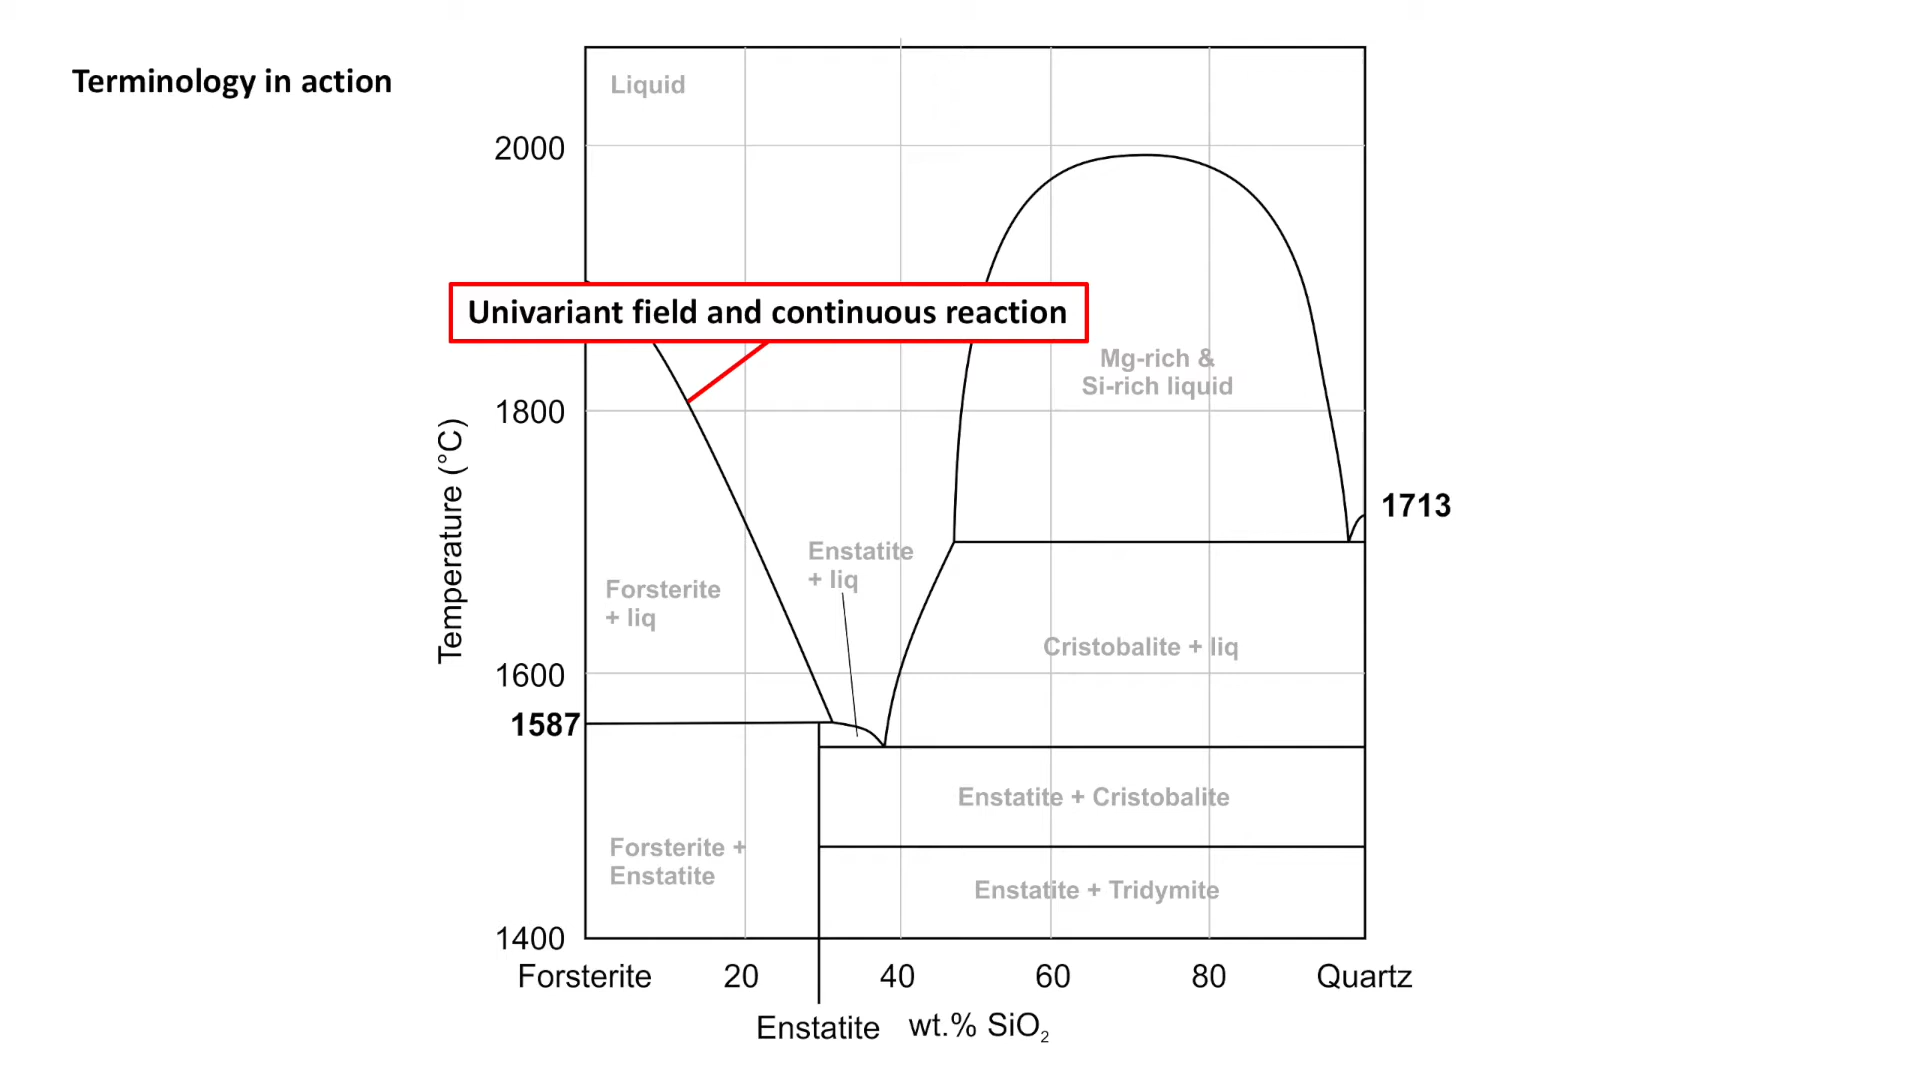 Terminology in action
Liquid
2000
Univariant field and continuous reaction
Mg-rich &
Si-rich liquid
1800
Temperature (°C)
1713
Enstatite
+ liq
Forsterite
+ liq
Cristobalite + liq
1600
1587
Enstatite + Cristobalite
Forsterite +
Enstatite
Enstatite + Tridymite
1400
Forsterite 20 40 60 80 Quartz
Enstatite wt.% SiO₂